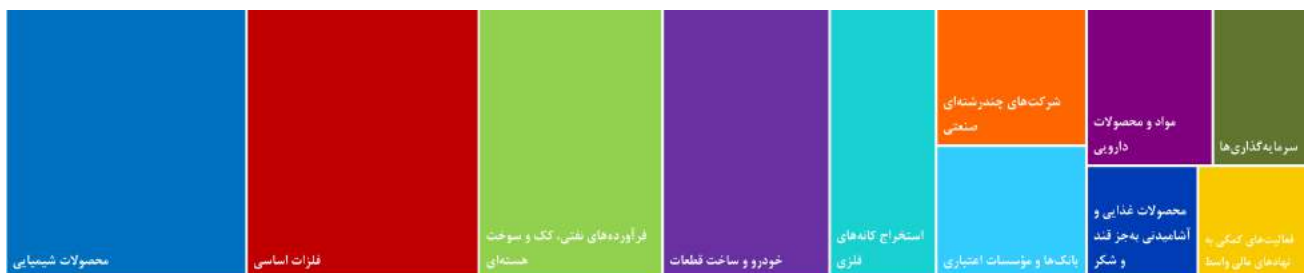 محصولات شیمیایی
فلزات اساسی
فرآورده‌های نفتی، کک و سوخت
هسته‌ای
خودرو و ساخت قطعات
استخراج کانه‌های
فلزی
شرکت‌های چندرشته‌ای
صنعتی
بانک‌ها و مؤسسات اعتباری
مواد و محصولات
دارویی
سرمایه‌گذاری‌ها
محصولات غذایی و
آشامیدنی به‌جز قند
و شکر
فعالیت‌های کمکی به
نهادهای مالی واسط